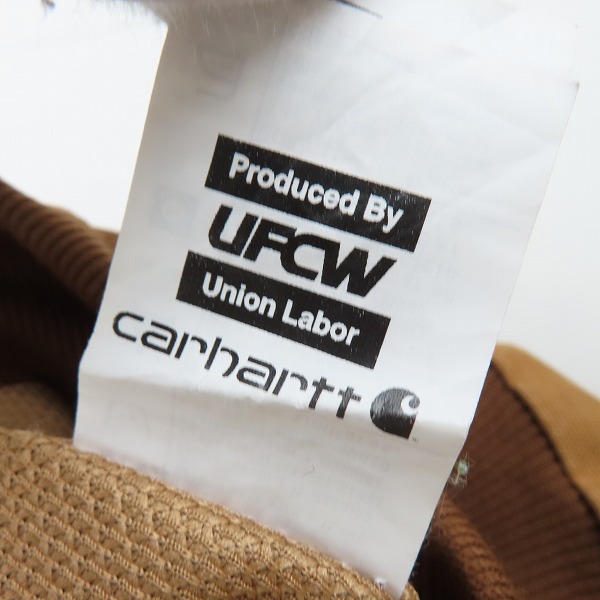 Produced By
UFCW
Union Labor
carhartt